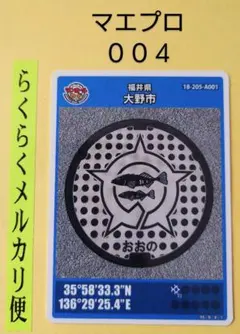 マエプロ
００４
らくらくメルカリ便
福井県
大野市
18-205-A001
おおの
35°58'33.3"N
136°29'25.4"E